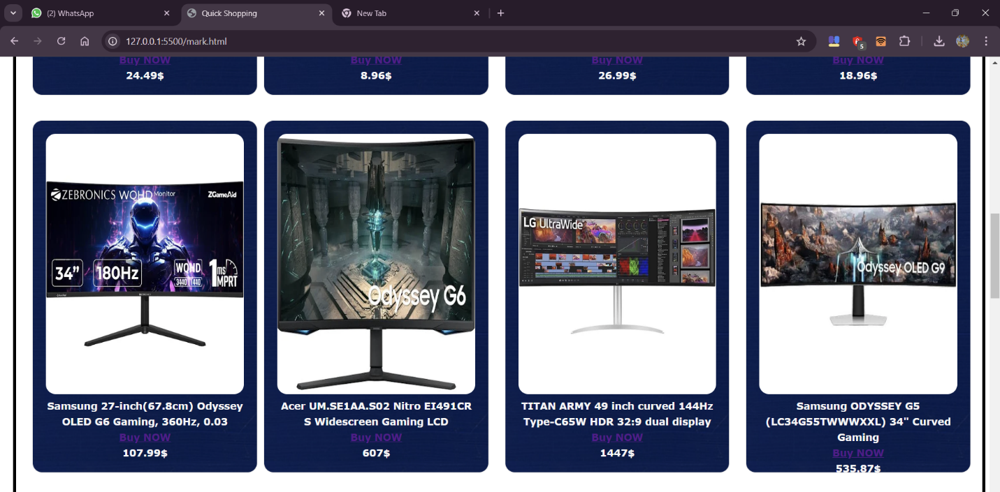 (2) WhatsApp
Quick Shopping
New Tab
127.0.0.1:5500/mark.html
5
Buy NOW
24.49$
Buy NOW
8.96$
Buy NOW
26.99$
Buy NOW
18.96$
ZEBRONICS WQHD Monitor
ZGameAid
34” 180Hz WQHD 3440 1440 1ms MPRT
Samsung 27-inch(67.8cm) Odyssey
OLED G6 Gaming, 360Hz, 0.03
Buy NOW
107.99$
Odyssey G6
Acer UM.SE1AA.S02 Nitro EI491CR
S Widescreen Gaming LCD
Buy NOW
607$
LG UltraWide
TITAN ARMY 49 inch curved 144Hz
Type-C65W HDR 32:9 dual display
Buy NOW
1447$
Odyssey OLED G9
Samsung ODYSSEY G5
(LC34G55TWWWXXL) 34" Curved
Gaming
Buy NOW
535.87$